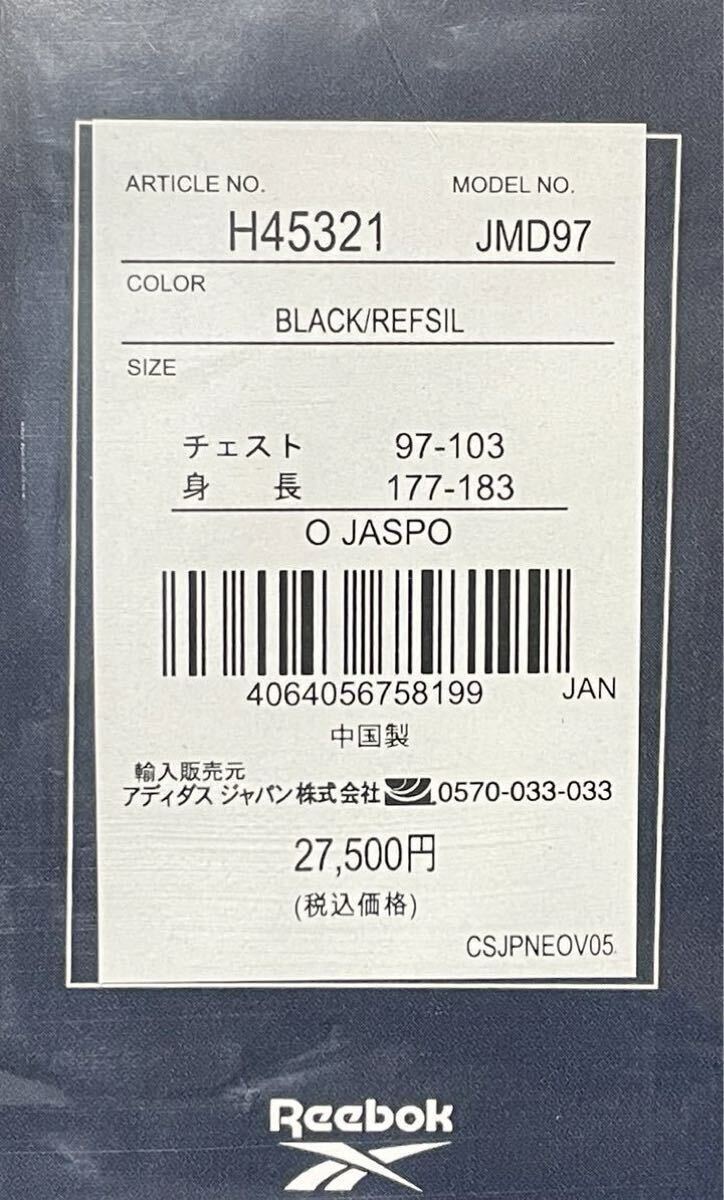 ARTICLE NO. MODEL NO.
H45321 JMD97
COLOR
BLACK/REFSIL
SIZE
チェスト 97-103
身長 177-183
O JASPO
4064056758199 JAN
中国製
輸入販売元
アディダス ジャパン株式会社 0570-033-033
27,500円
(税込価格)
CSJPNEOV05
Reebok